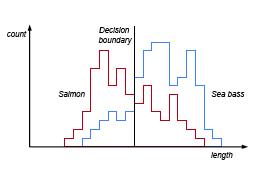 Decision
boundary
count
Salmon
Sea bass
length